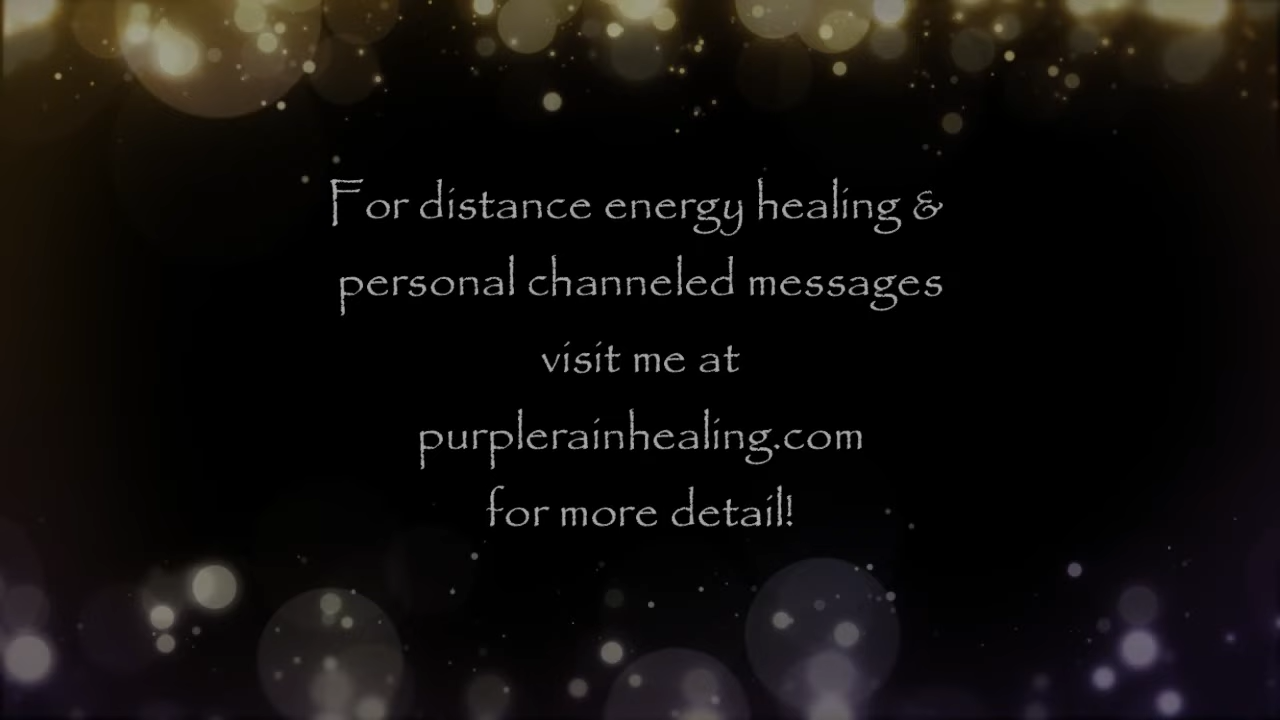 For distance energy healing &
personal channeled messages
visit me at
purplerainhealing.com
for more detail!